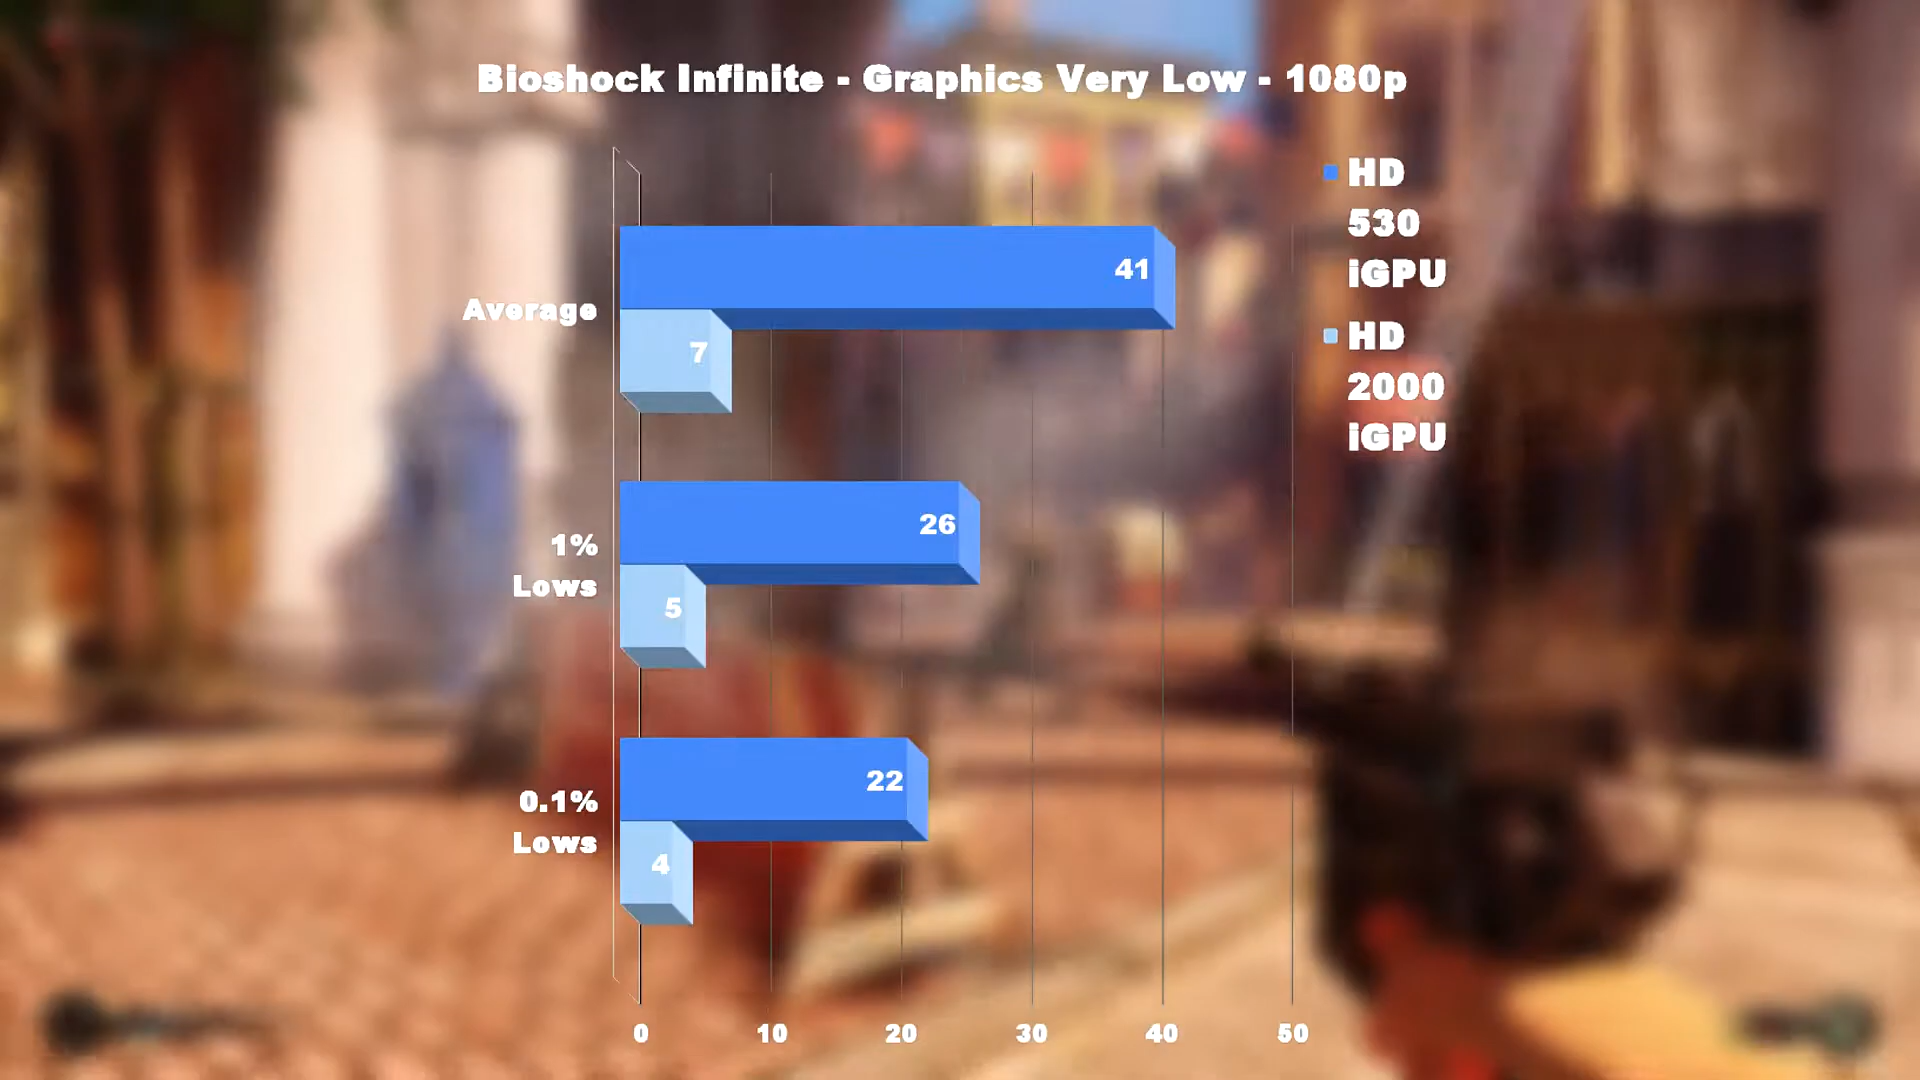 Bioshock Infinite - Graphics Very Low - 1080p
HD
530
iGPU
HD
2000
iGPU
Average
41
7
1%
Lows
26
5
0.1%
Lows
22
4
0 10 20 30 40 50